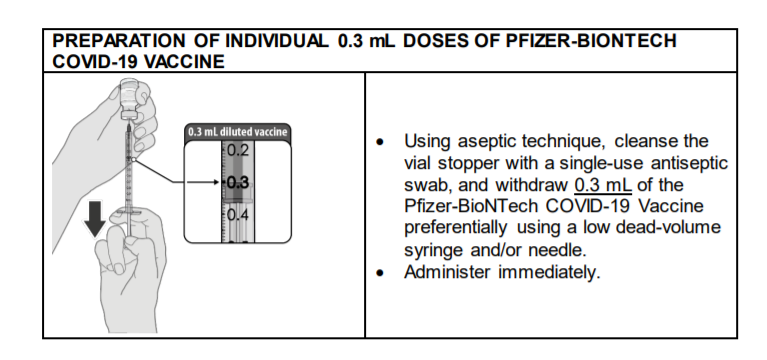 PREPARATION OF INDIVIDUAL 0.3 mL DOSES OF PFIZER-BIONTECH
COVID-19 VACCINE
0.3 mL diluted vaccine
0.2
0.3
0.4
• Using aseptic technique, cleanse the
vial stopper with a single-use antiseptic
swab, and withdraw 0.3 mL of the
Pfizer-BioNTech COVID-19 Vaccine
preferentially using a low dead-volume
syringe and/or needle.
• Administer immediately.